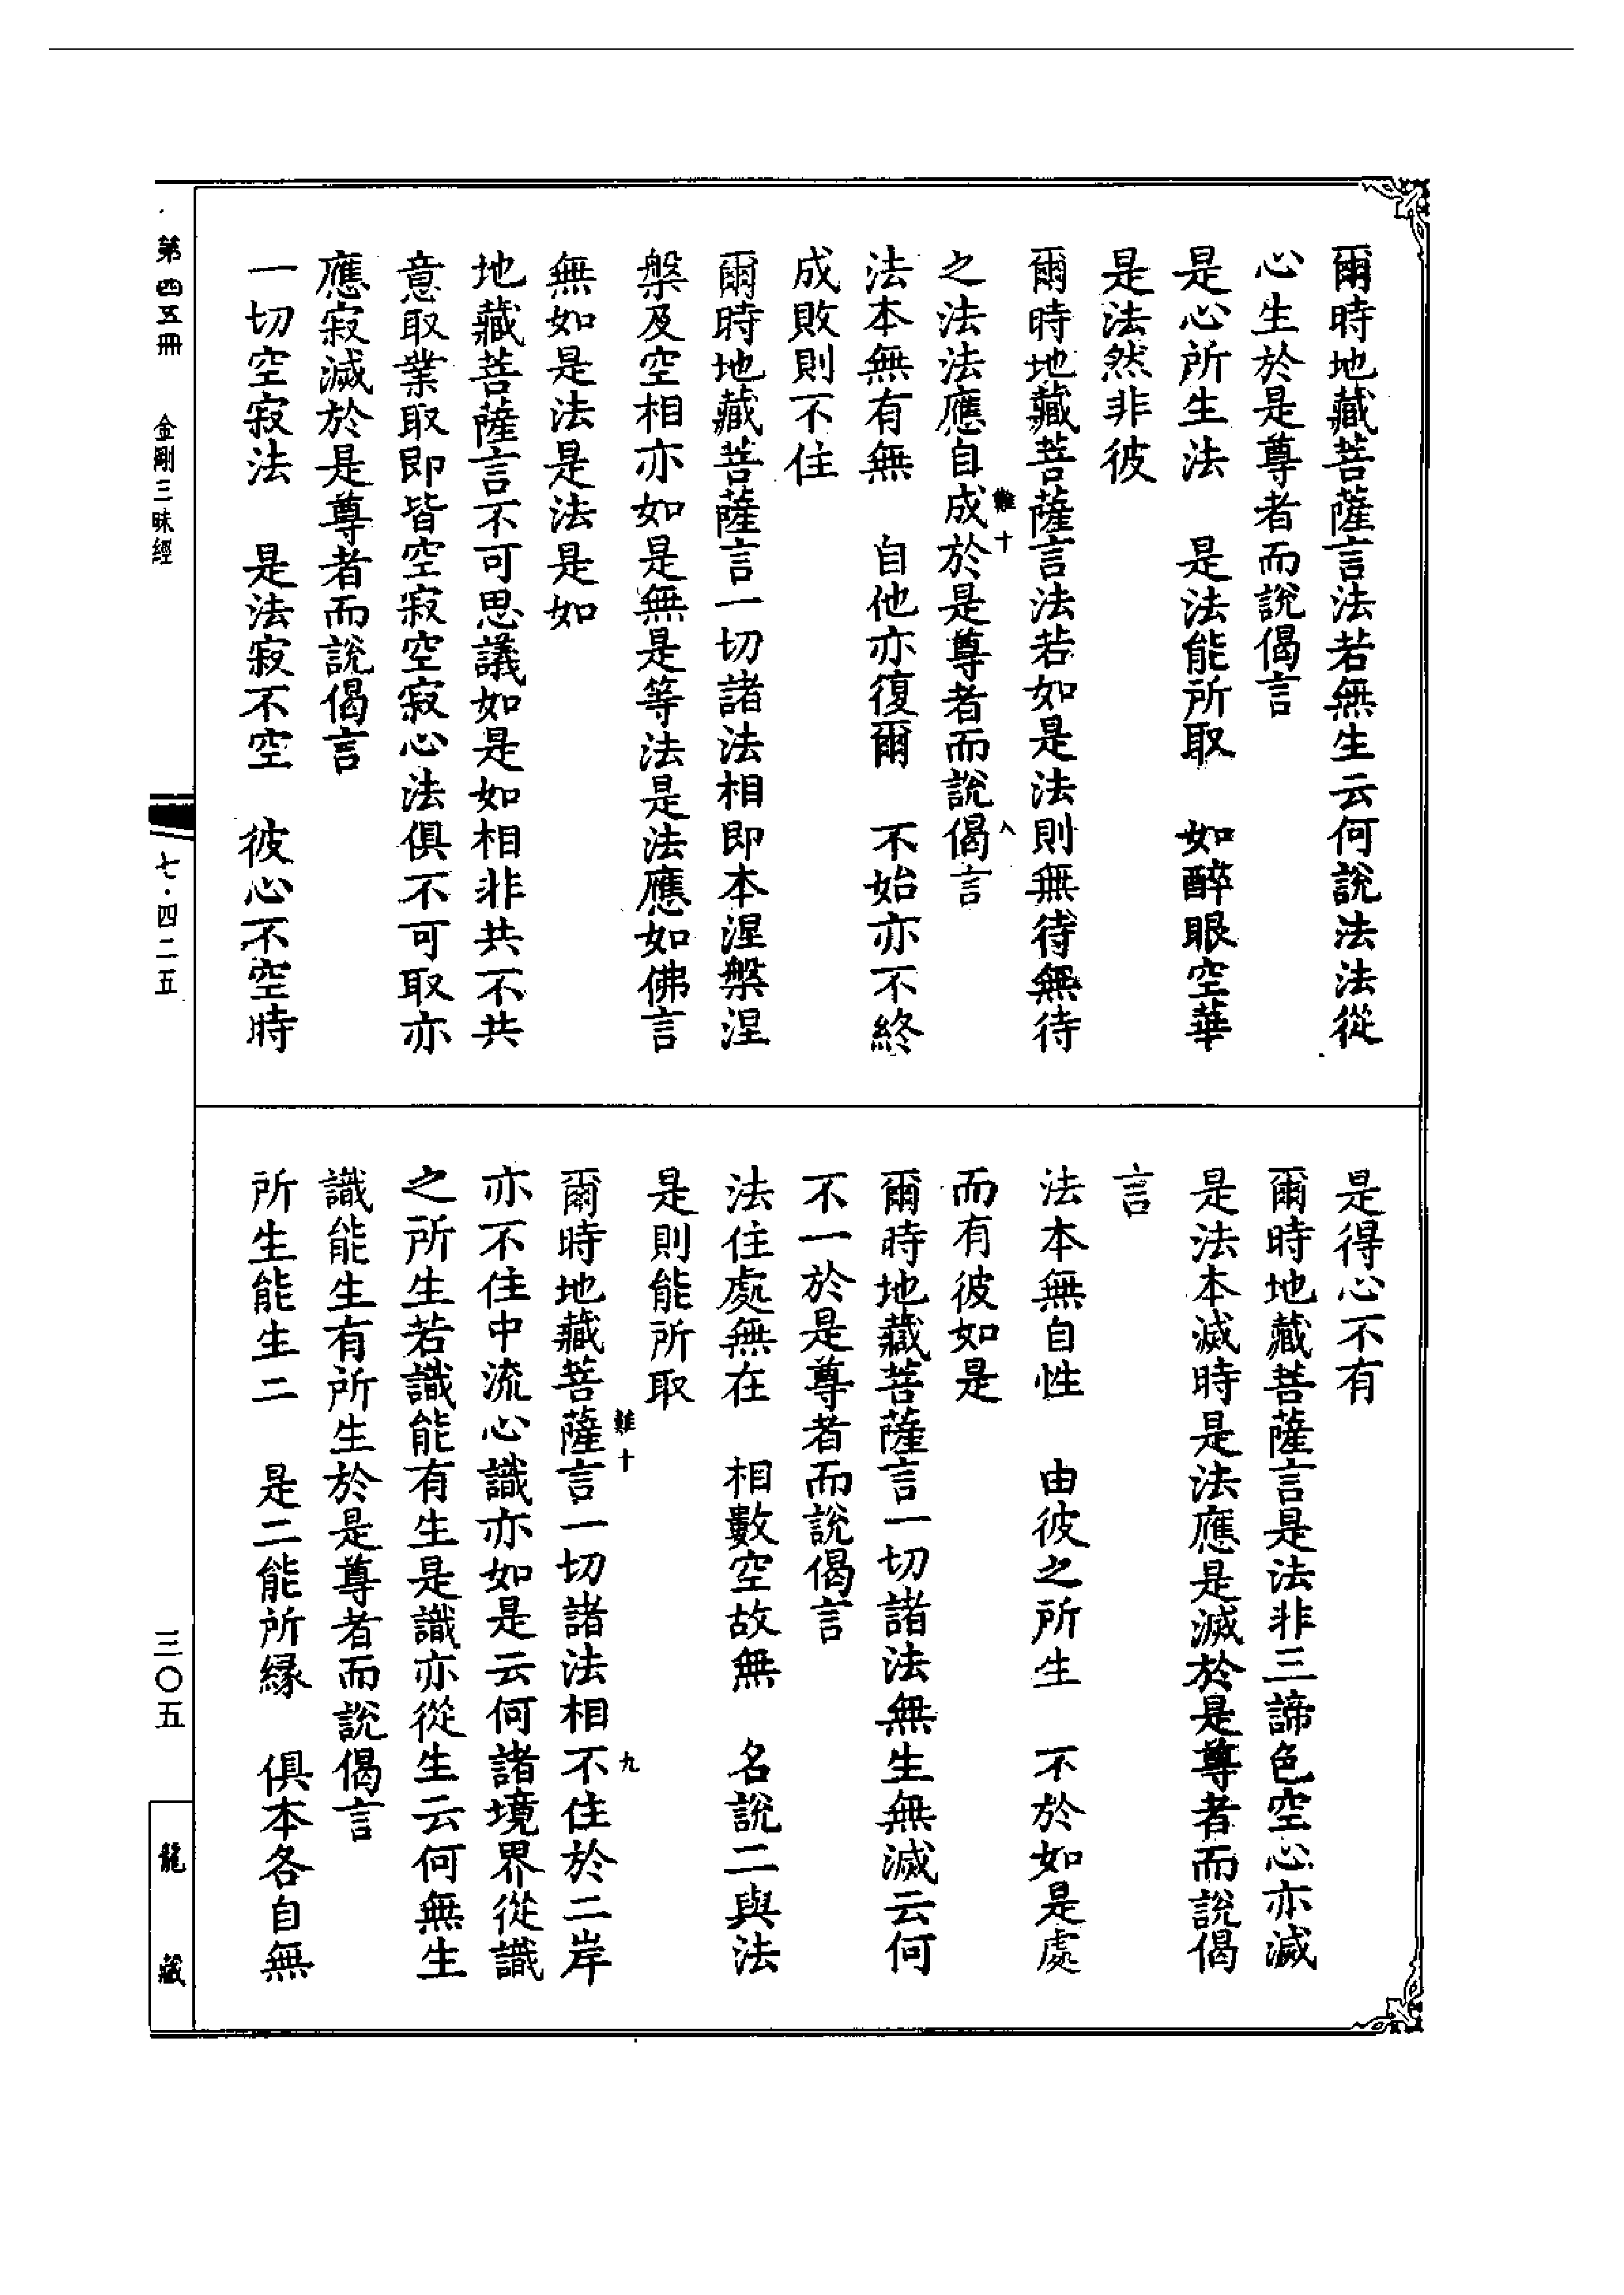 爾時地藏菩薩言法若無生云何說法法從
心生於是尊者而說偈言
是心所生法　是法能所取　如醉眼空華
是法然非彼
爾時地藏菩薩言法若如是法則無待無待
之法法應自成於是尊者而說偈言
難十
八
法本無有無　自他亦復爾　不始亦不終
成敗則不住
爾時地藏菩薩言一切諸法相即本涅槃涅
槃及空相亦如是無是等法是法應如佛言
無如是法是法是如
地藏菩薩言不可思議如是如相非共不共
意取業取即皆空寂空寂心法俱不可取亦
應寂滅於是尊者而說偈言
一切空寂法　是法寂不空　彼心不空時
是得心不有
爾時地藏菩薩言是法非三諦色空心亦滅
是法本滅時是法應是滅於是尊者而說偈
言
法本無自性　由彼之所生　不於如是處
而有彼如是
爾時地藏菩薩言一切諸法無生無滅云何
不一於是尊者而說偈言
法住處無在　相數空故無　名說二與法
是則能所取
難十
九
爾時地藏菩薩言一切諸法相不住於二岸
亦不住中流心識亦如是云何諸境界從識
之所生若識能有生是識亦從生云何無生
識能生有所生於是尊者而說偈言
所生能生二　是二能所緣　俱本各自無
第四五冊　金剛三昧經
七·四二五
三〇五
龍藏